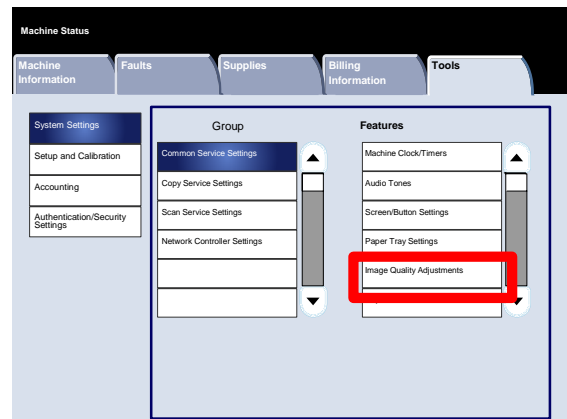 Machine Status
Machine
Information
Faults
Supplies
Billing
Information
Tools
System Settings
Setup and Calibration
Accounting
Authentication/Security
Settings
Group
Common Service Settings
Copy Service Settings
Scan Service Settings
Network Controller Settings
Features
Machine Clock/Timers
Audio Tones
Screen/Button Settings
Paper Tray Settings
Image Quality Adjustments